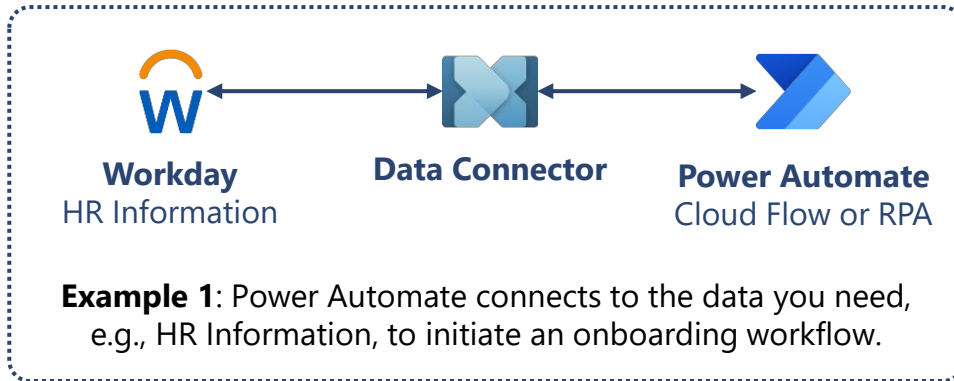 W
Workday
HR Information
Data Connector
Power Automate
Cloud Flow or RPA
Example 1: Power Automate connects to the data you need,
e.g., HR Information, to initiate an onboarding workflow.